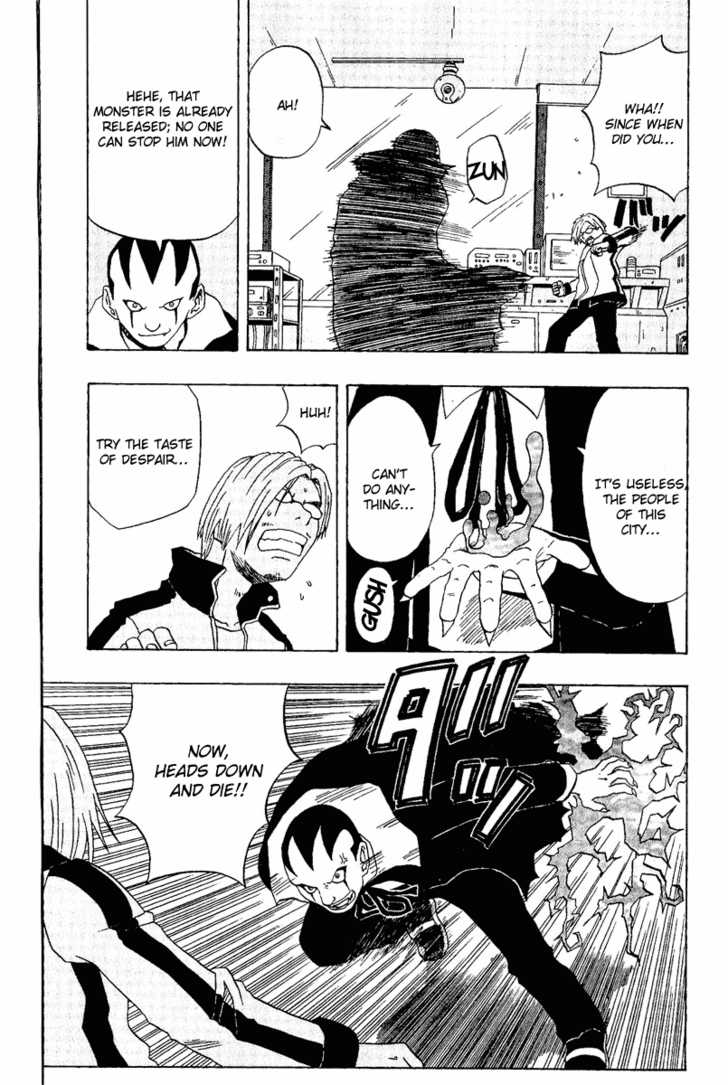 WHA!!
SINCE WHEN
DID YOU...
バッ
ZUN
AH!
HEHE, THAT
MONSTER IS ALREADY
RELEASED; NO ONE
CAN STOP HIM NOW!
IT'S USELESS,
THE PEOPLE
OF THIS
CITY...
CAN'T
DO ANY-
THING...
GUSH
HUH!
TRY THE TASTE
OF DESPAIR...
NOW,
HEADS DOWN
AND DIE!!